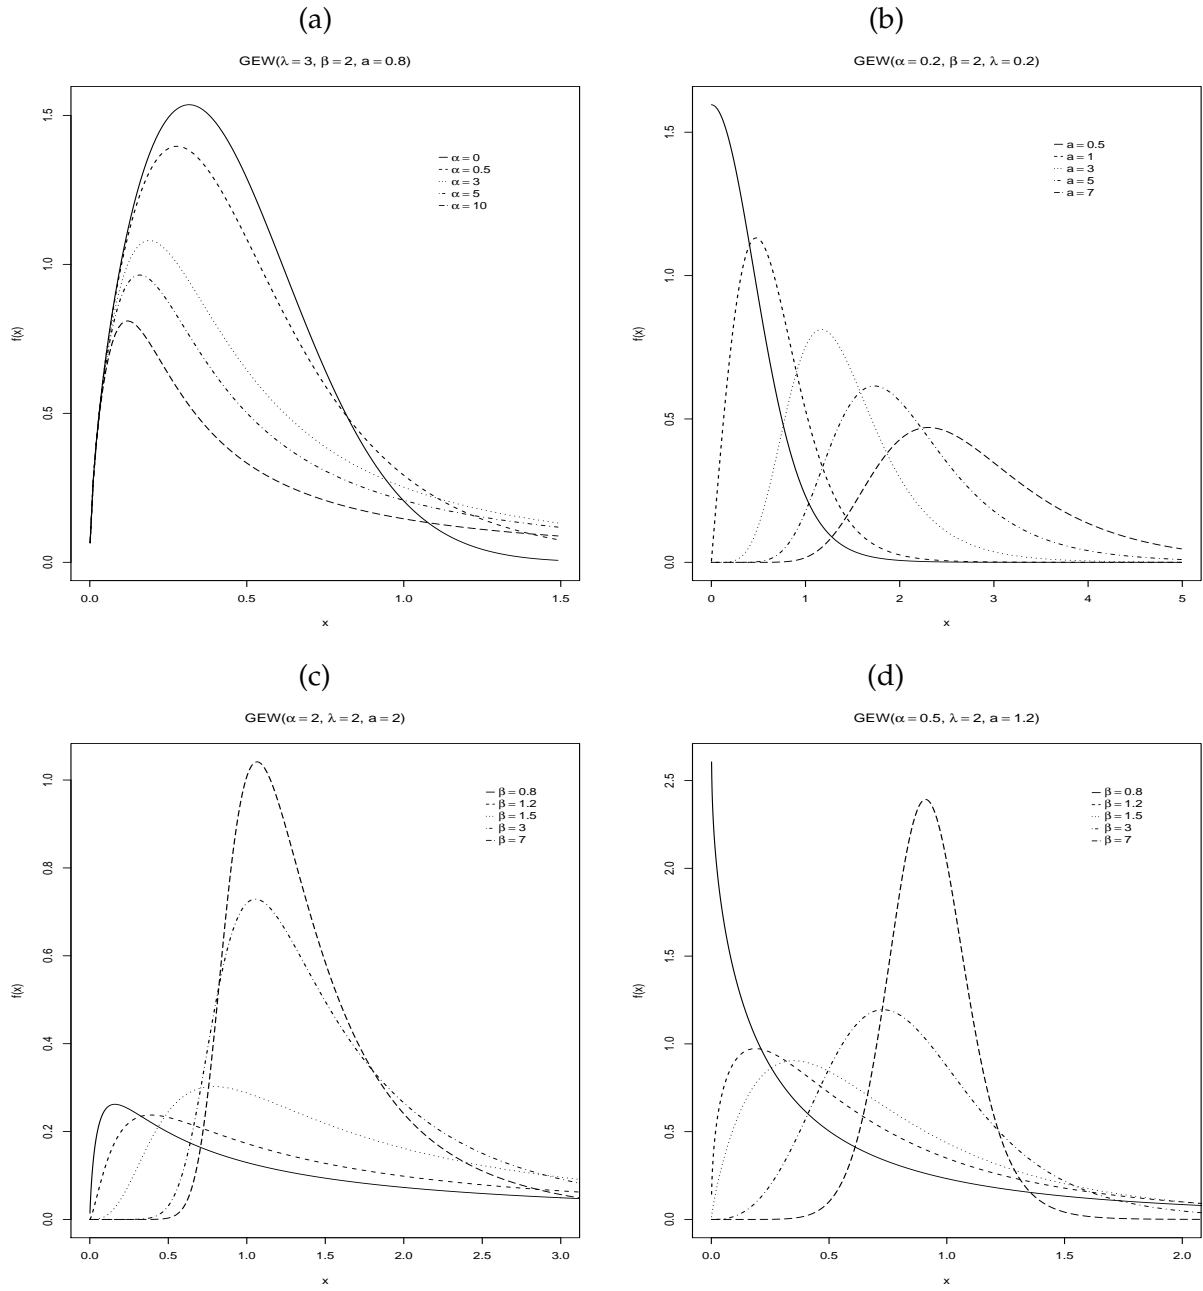 (a)
GEW(λ = 3, β = 2, a = 0.8)
f(x)
1.5
1.0
0.5
0.0
α = 0
α = 0.5
α = 3
α = 5
α = 10
0.0 0.5 1.0 1.5
x
(b)
GEW(α = 0.2, β = 2, λ = 0.2)
f(x)
1.5
1.0
0.5
0.0
a = 0.5
a = 1
a = 3
a = 5
a = 7
0 1 2 3 4 5
x
(c)
GEW(α = 2, λ = 2, a = 2)
f(x)
1.0
0.8
0.6
0.4
0.2
0.0
β = 0.8
β = 1.2
β = 1.5
β = 3
β = 7
0.0 0.5 1.0 1.5 2.0 2.5 3.0
x
(d)
GEW(α = 0.5, λ = 2, a = 1.2)
f(x)
2.5
2.0
1.5
1.0
0.5
0.0
β = 0.8
β = 1.2
β = 1.5
β = 3
β = 7
0.0 0.5 1.0 1.5 2.0
x